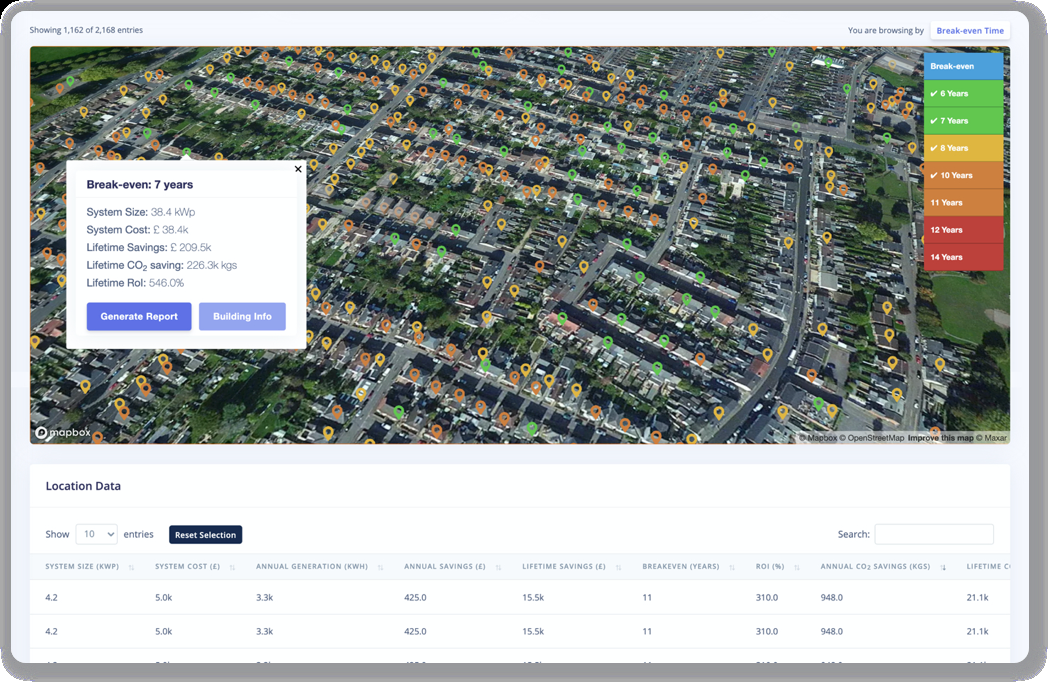 Showing 1,162 of 2,168 entries
You are browsing by Break-even Time
Break-even
✔ 6 Years
✔ 7 Years
✔ 8 Years
✔ 10 Years
11 Years
12 Years
14 Years
×
Break-even: 7 years
System Size: 38.4 kWp
System Cost: £ 38.4k
Lifetime Savings: £ 209.5k
Lifetime CO2 saving: 226.3k kgs
Lifetime RoI: 546.0%
Generate Report Building Info
mapbox
© Mapbox © OpenStreetMap Improve this map © Maxar
Location Data
Show 10 entries Reset Selection Search:
SYSTEM SIZE (KWP) SYSTEM COST (£) ANNUAL GENERATION (KWH) ANNUAL SAVINGS (£) LIFETIME SAVINGS (£) BREAKEVEN (YEARS) ROI (%) ANNUAL CO2 SAVINGS (KGS) LIFETIME CO
4.2 5.0k 3.3k 425.0 15.5k 11 310.0 948.0 21.1k
4.2 5.0k 3.3k 425.0 15.5k 11 310.0 948.0 21.1k